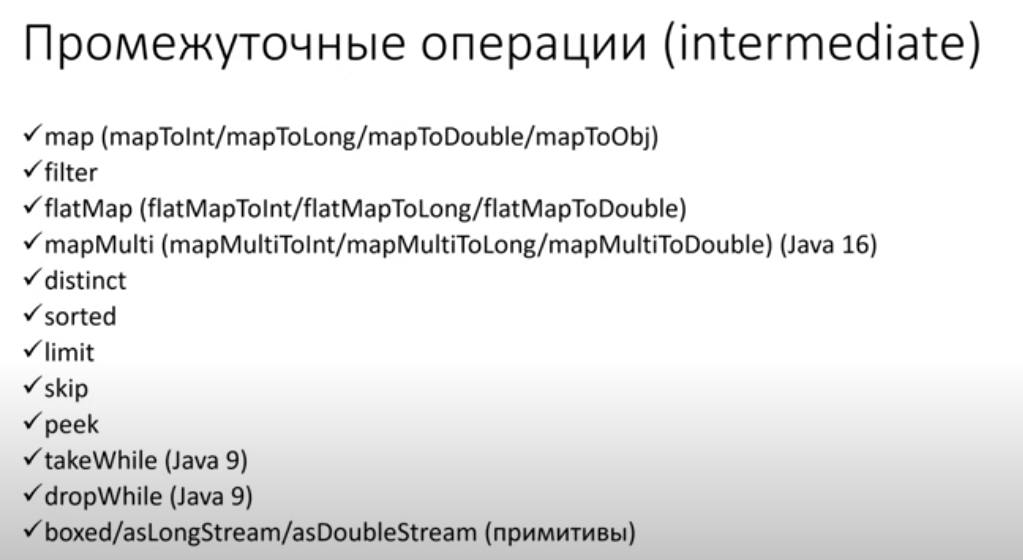 Промежуточные операции (intermediate)
✓map (mapToInt/mapToLong/mapToDouble/mapToObj)
✓filter
✓flatMap (flatMapToInt/flatMapToLong/flatMapToDouble)
✓mapMulti (mapMultiToInt/mapMultiToLong/mapMultiToDouble) (Java 16)
✓distinct
✓sorted
✓limit
✓skip
✓peek
✓takeWhile (Java 9)
✓dropWhile (Java 9)
✓boxed/asLongStream/asDoubleStream (примитивы)